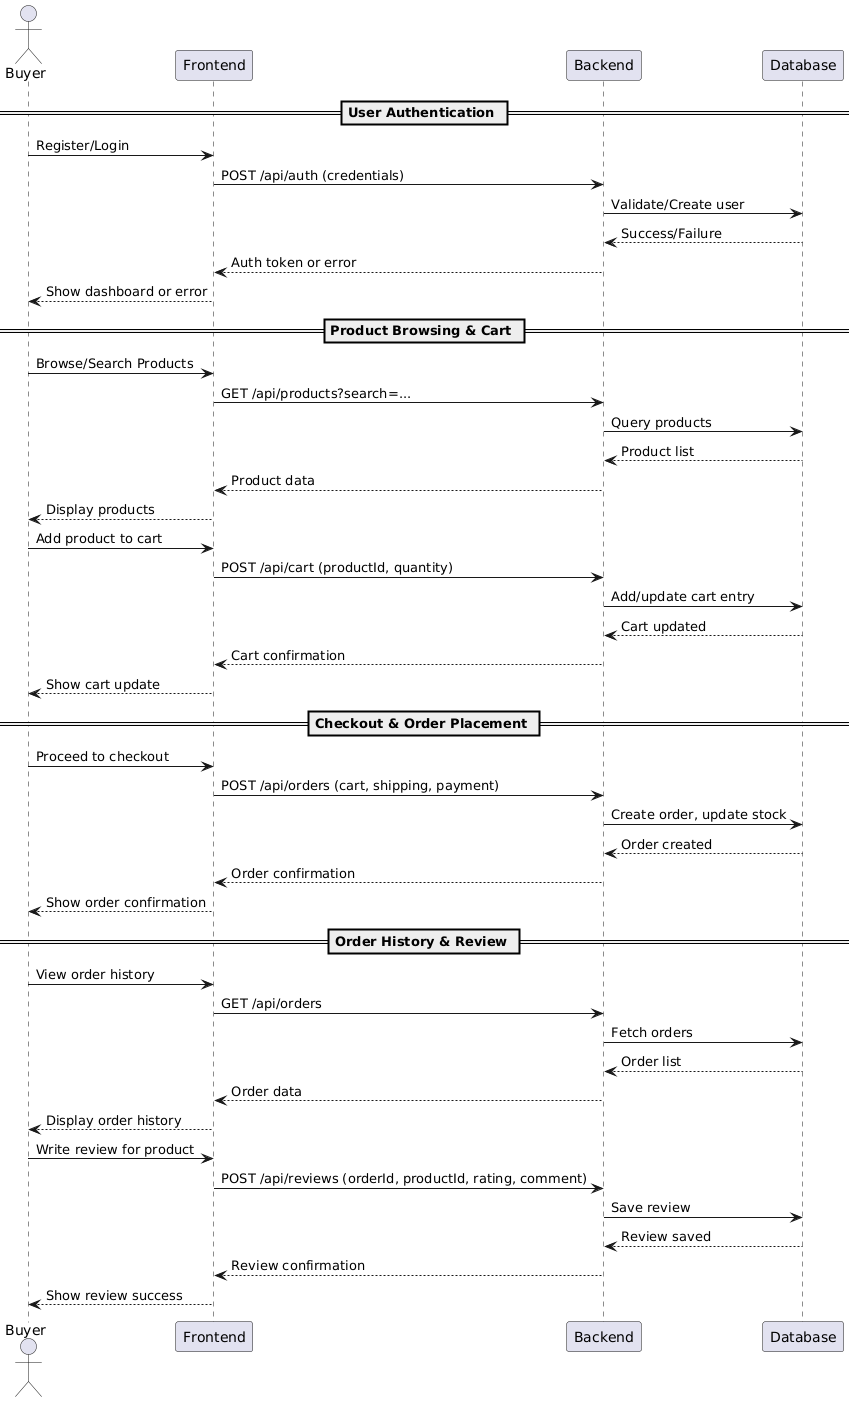 Buyer
Frontend
Backend
Database
User Authentication
Register/Login
POST /api/auth (credentials)
Validate/Create user
Success/Failure
Auth token or error
Show dashboard or error
Product Browsing & Cart
Browse/Search Products
GET /api/products?search=...
Query products
Product list
Product data
Display products
Add product to cart
POST /api/cart (productId, quantity)
Add/update cart entry
Cart updated
Cart confirmation
Show cart update
Checkout & Order Placement
Proceed to checkout
POST /api/orders (cart, shipping, payment)
Create order, update stock
Order created
Order confirmation
Show order confirmation
Order History & Review
View order history
GET /api/orders
Fetch orders
Order list
Order data
Display order history
Write review for product
POST /api/reviews (orderId, productId, rating, comment)
Save review
Review saved
Review confirmation
Show review success
Buyer
Frontend
Backend
Database